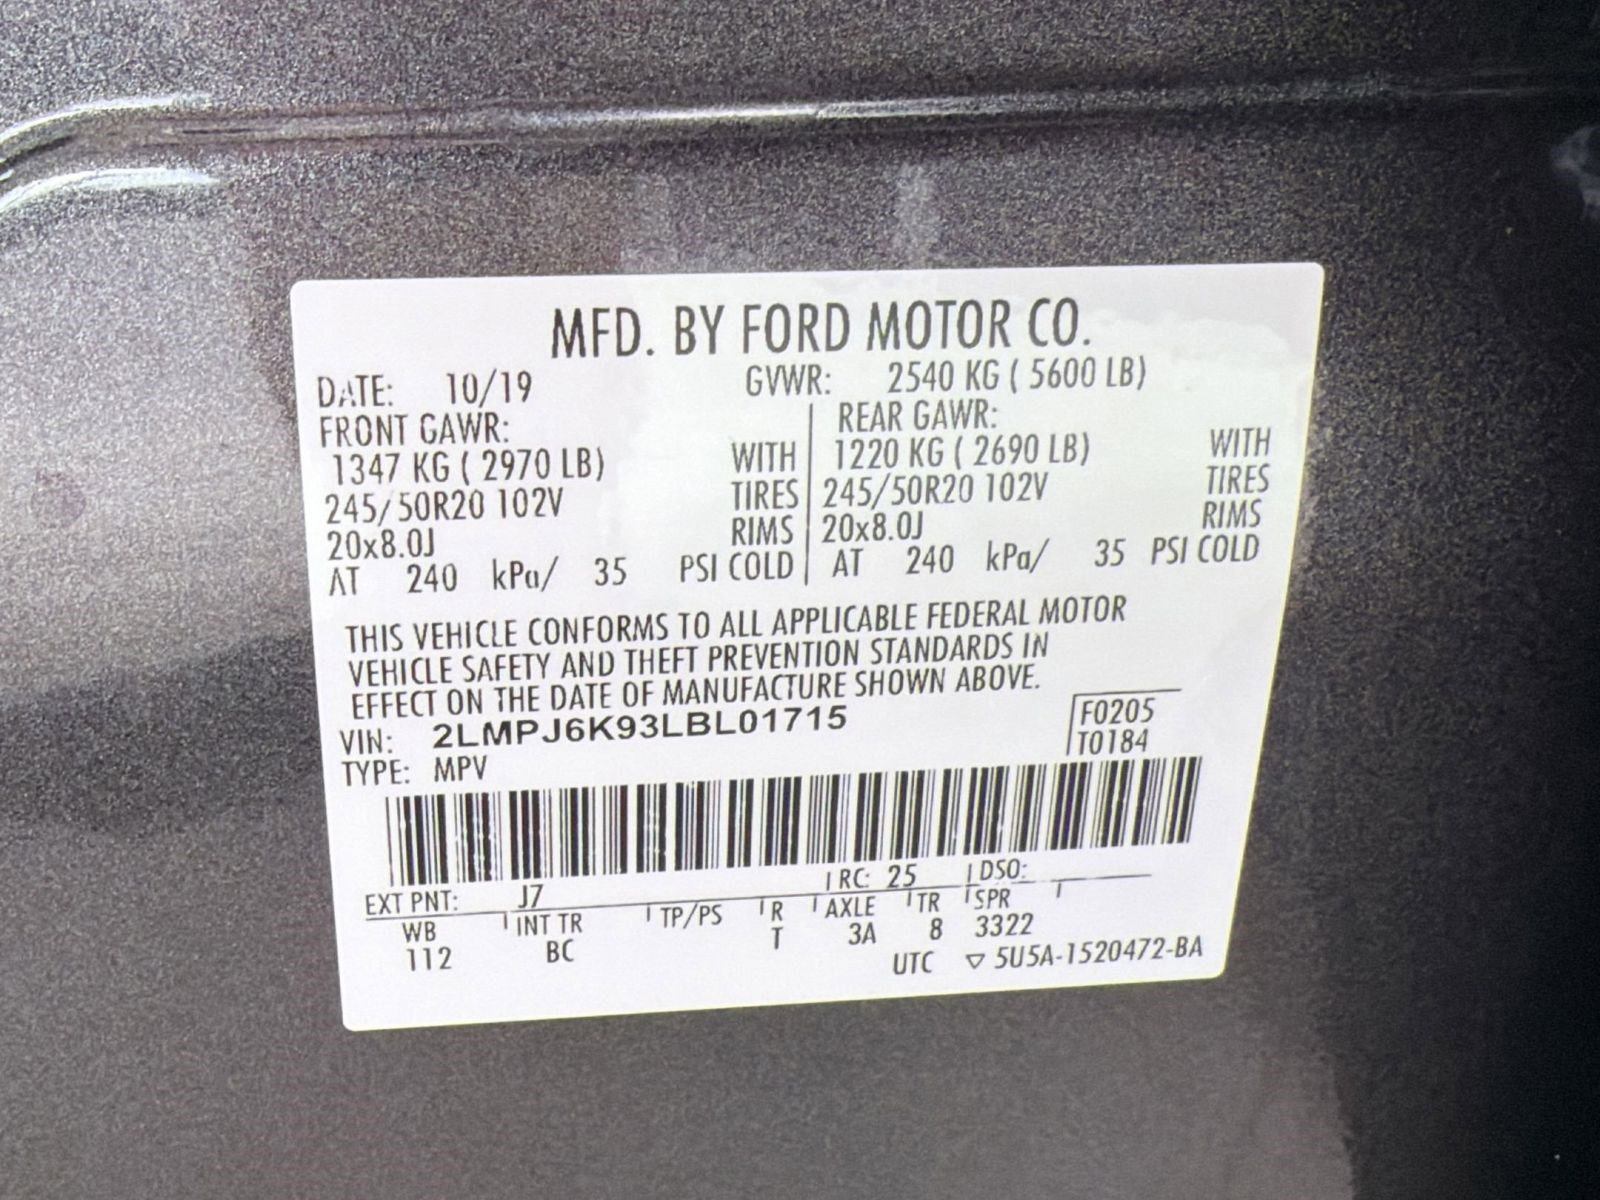 MFD. BY FORD MOTOR CO.
DATE: 10/19 GVWR: 2540 KG ( 5600 LB)
FRONT GAWR: REAR GAWR:
1347 KG ( 2970 LB) WITH 1220 KG ( 2690 LB) WITH
245/50R20 102V TIRES 245/50R20 102V TIRES
20x8.0J RIMS 20x8.0J RIMS
AT 240 kPa/ 35 PSI COLD AT 240 kPa/ 35 PSI COLD
THIS VEHICLE CONFORMS TO ALL APPLICABLE FEDERAL MOTOR
VEHICLE SAFETY AND THEFT PREVENTION STANDARDS IN
EFFECT ON THE DATE OF MANUFACTURE SHOWN ABOVE.
VIN: 2LMPJ6K93LBL01715 F0205
TYPE: MPV T0184
EXT PNT: J7 RC: 25 DSO:
WB INT TR TP/PS R AXLE TR SPR
112 BC T 3A 8 3322
UTC ▽ 5U5A-1520472-BA